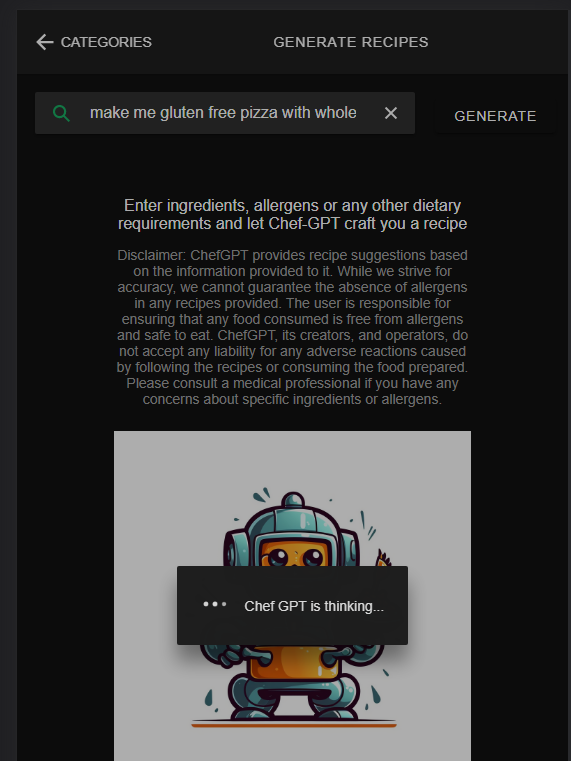 CATEGORIES
GENERATE RECIPES
make me gluten free pizza with whole
GENERATE
Enter ingredients, allergens or any other dietary
requirements and let Chef-GPT craft you a recipe
Disclaimer: ChefGPT provides recipe suggestions based
on the information provided to it. While we strive for
accuracy, we cannot guarantee the absence of allergens
in any recipes provided. The user is responsible for
ensuring that any food consumed is free from allergens
and safe to eat. ChefGPT, its creators, and operators, do
not accept any liability for any adverse reactions caused
by following the recipes or consuming the food prepared.
Please consult a medical professional if you have any
concerns about specific ingredients or allergens.
Chef GPT is thinking...